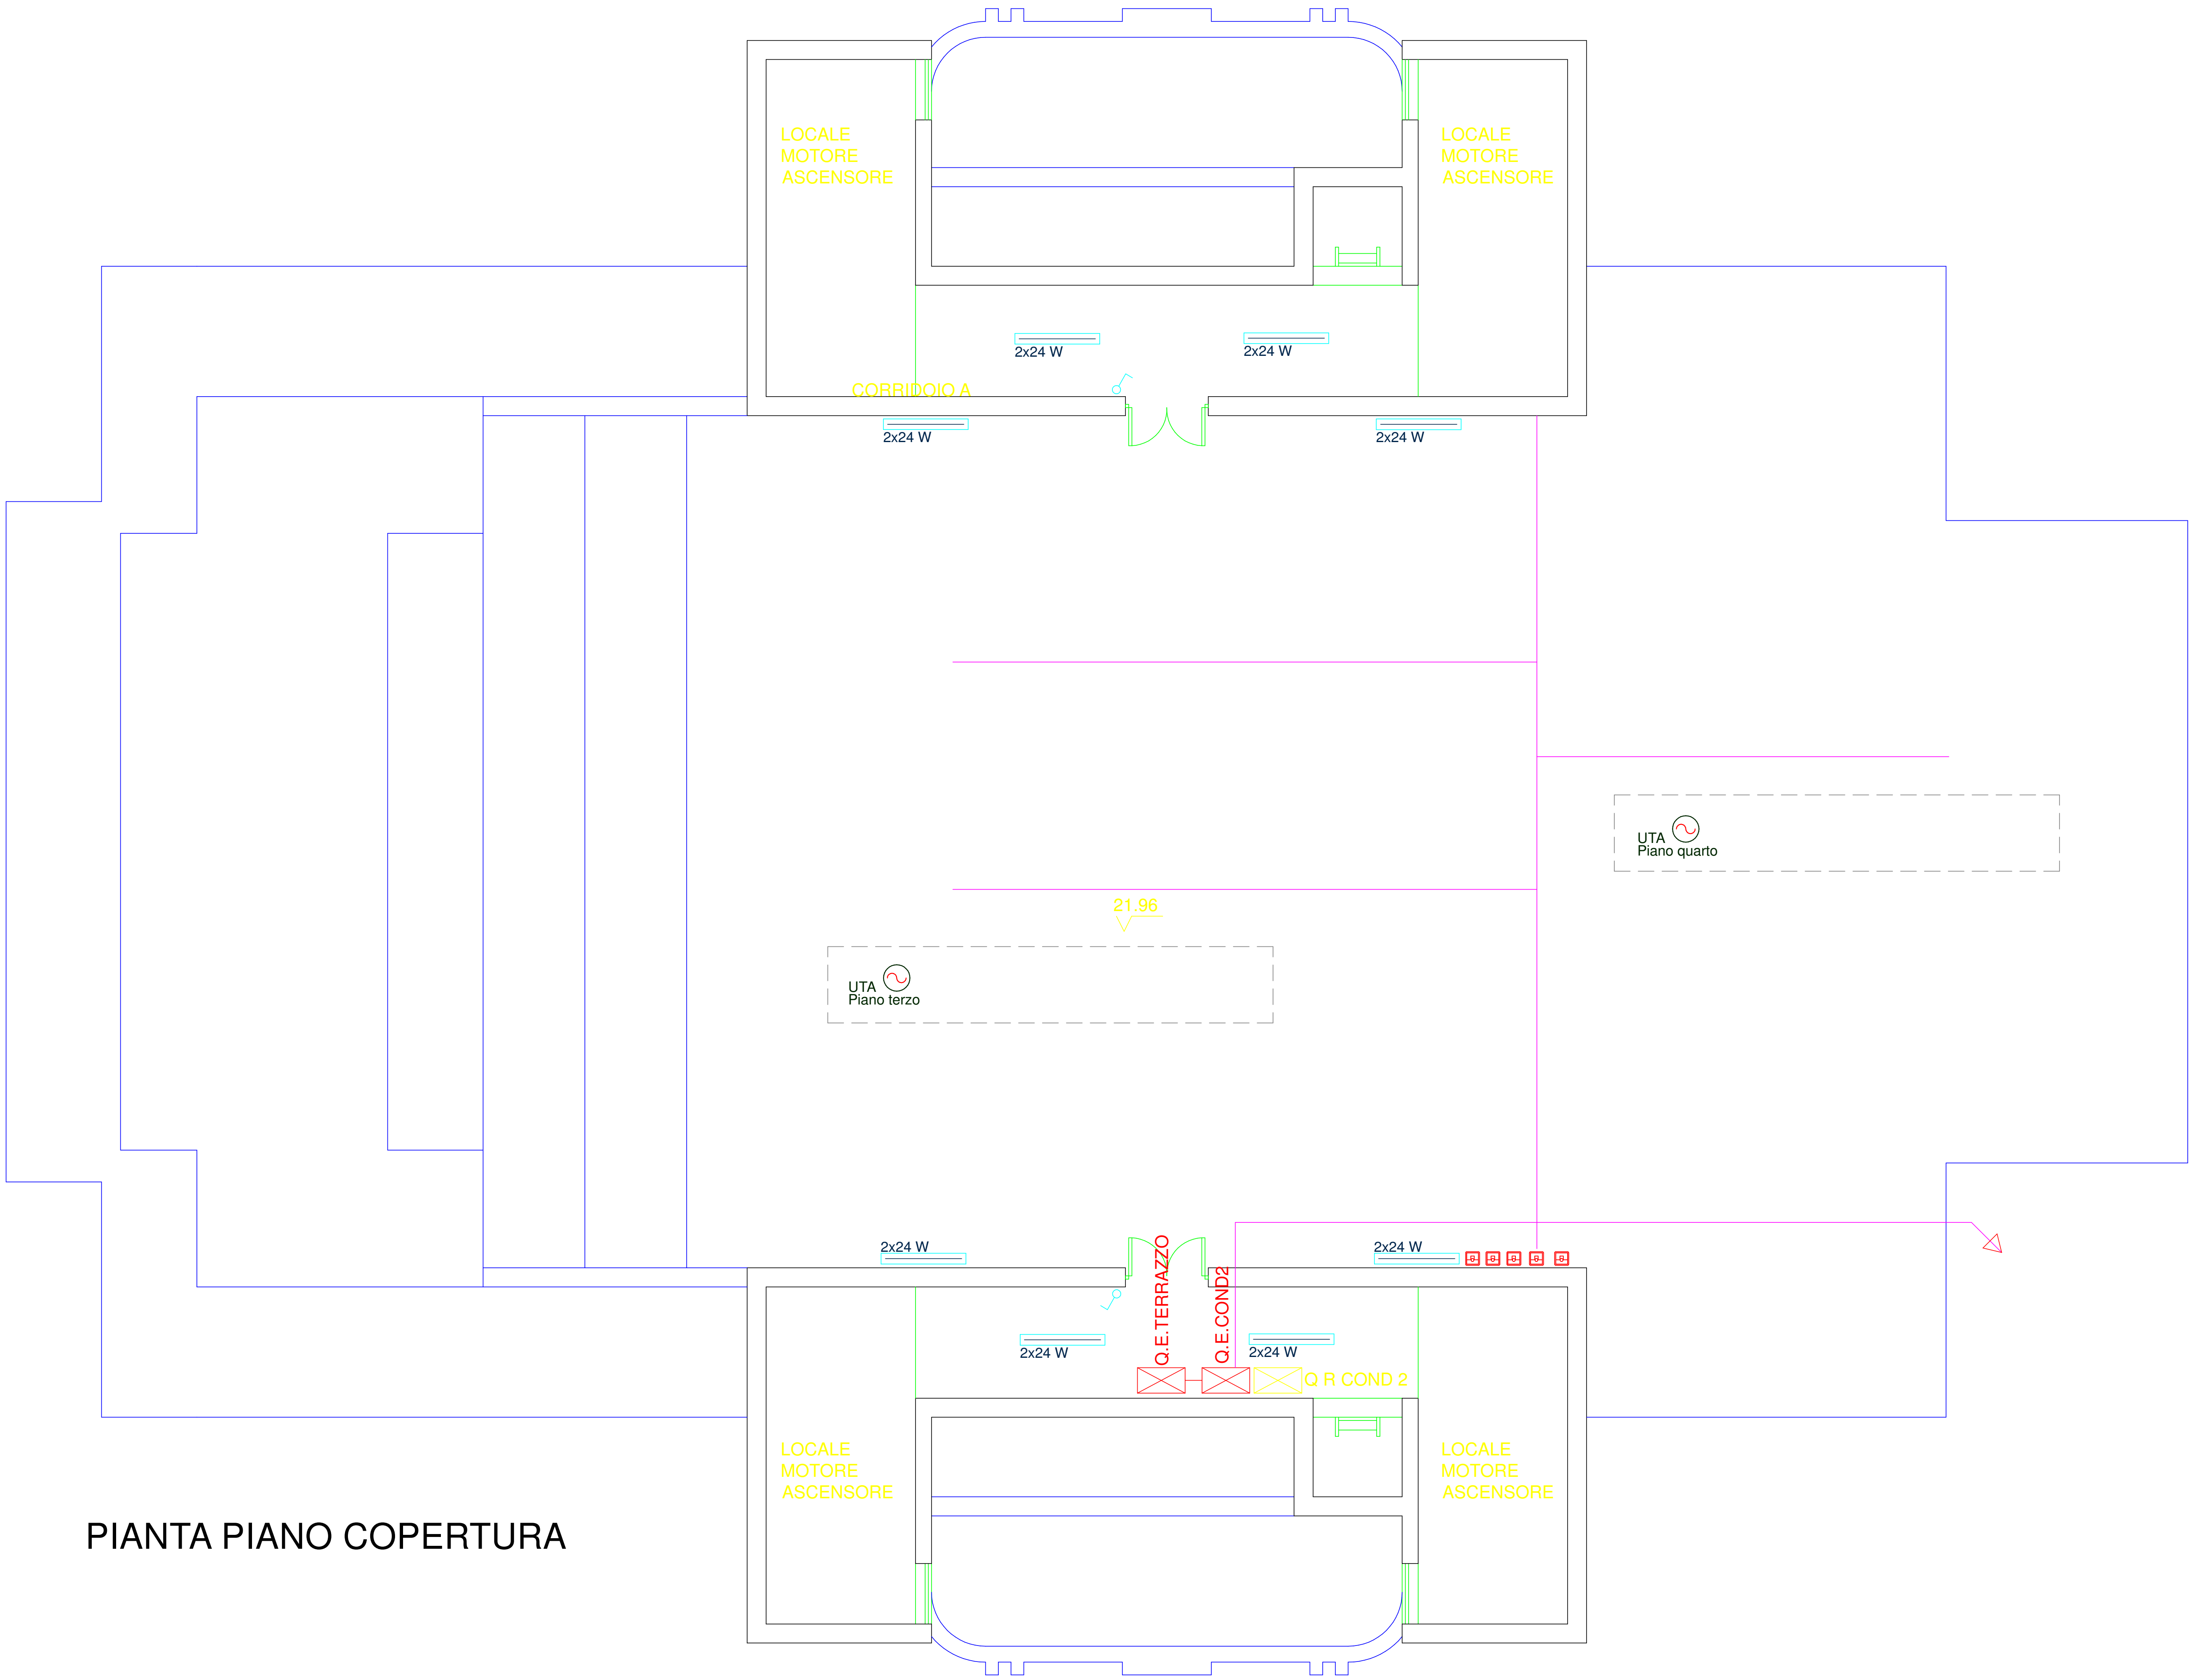 LOCALE
MOTORE
ASCENSORE
LOCALE
MOTORE
ASCENSORE
2x24 W
2x24 W
CORRIDOIO A
2x24 W
2x24 W
UTA
Piano quarto
21.96
UTA
Piano terzo
2x24 W
2x24 W
Q.E.TERRAZZO
Q.E.COND2
2x24 W
2x24 W
Q R COND 2
LOCALE
MOTORE
ASCENSORE
LOCALE
MOTORE
ASCENSORE
PIANTA PIANO COPERTURA